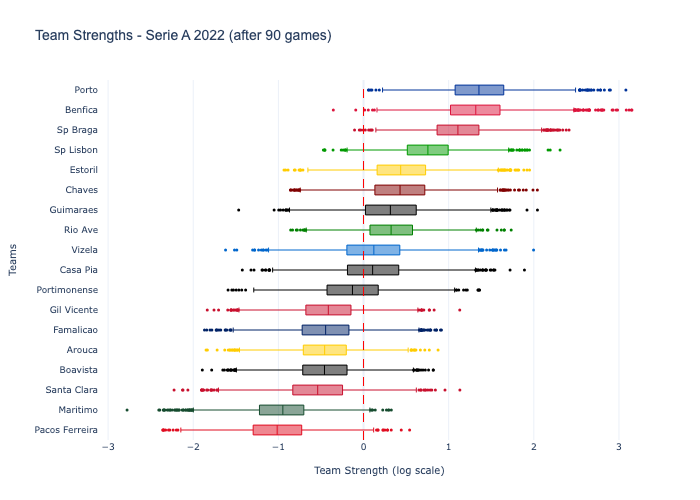 Team Strengths - Serie A 2022 (after 90 games)
Porto
Benfica
Sp Braga
Sp Lisbon
Estoril
Chaves
Guimaraes
Rio Ave
Vizela
Casa Pia
Portimonense
Gil Vicente
Famalicao
Arouca
Boavista
Santa Clara
Maritimo
Pacos Ferreira
Teams
−3 −2 −1 0 1 2 3
Team Strength (log scale)